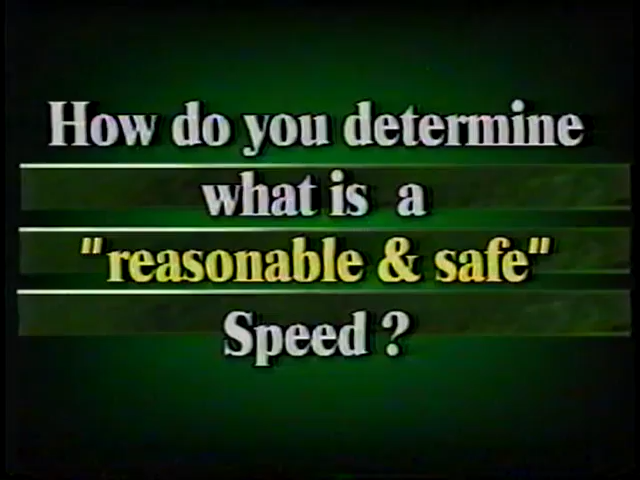 How do you determine
what is a
"reasonable & safe"
Speed ?